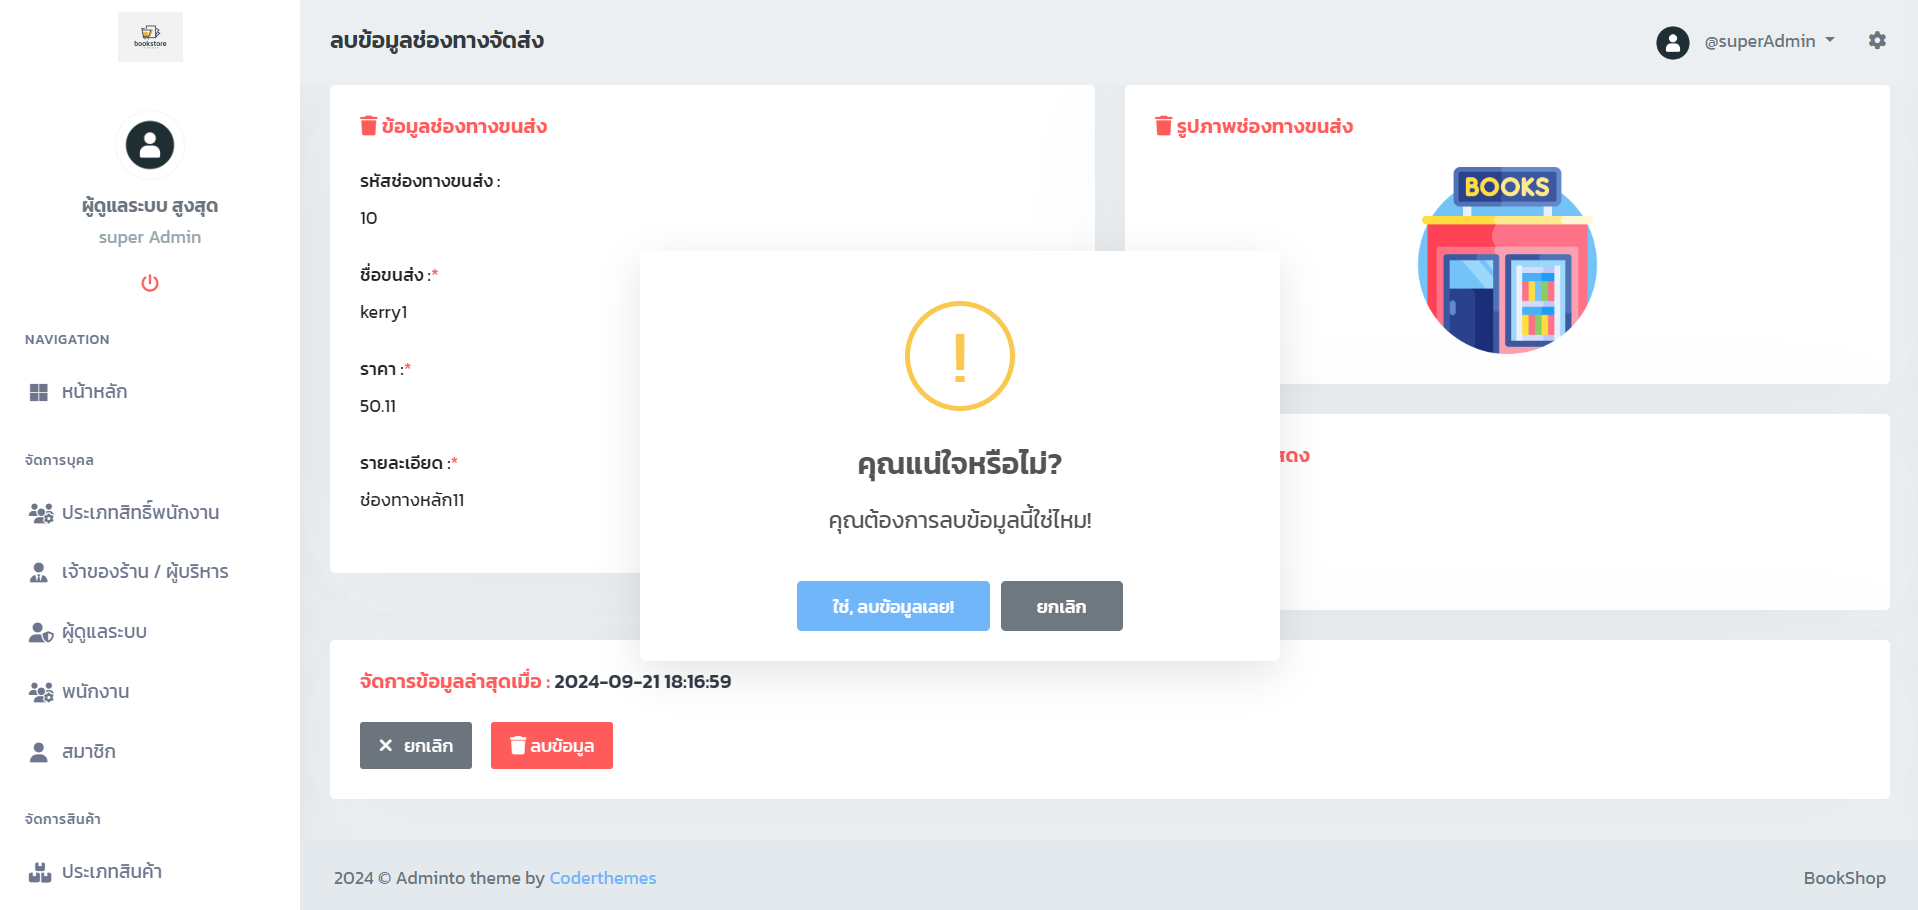 bookstore
ผู้ดูแลระบบ สูงสุด
super Admin
NAVIGATION
หน้าหลัก
จัดการบุคล
ประเภทสิทธิ์พนักงาน
เจ้าของร้าน / ผู้บริหาร
ผู้ดูแลระบบ
พนักงาน
สมาชิก
จัดการสินค้า
ประเภทสินค้า
ลบข้อมูลช่องทางจัดส่ง
@superAdmin
ข้อมูลช่องทางขนส่ง
รหัสช่องทางขนส่ง :
10
ชื่อขนส่ง :*
kerry1
ราคา :*
50.11
รายละเอียด :*
ช่องทางหลัก11
รูปภาพช่องทางขนส่ง
BOOKS
สดง
คุณแน่ใจหรือไม่?
คุณต้องการลบข้อมูลนี้ใช่ไหม!
ใช่, ลบข้อมูลเลย!
ยกเลิก
จัดการข้อมูลล่าสุดเมื่อ : 2024-09-21 18:16:59
ยกเลิก
ลบข้อมูล
2024 © Adminto theme by Coderthemes
BookShop